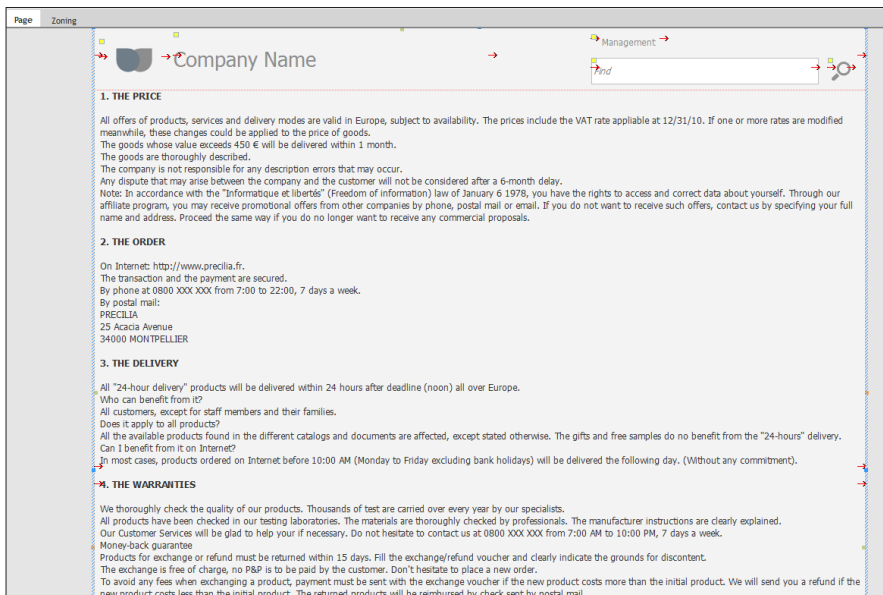 Page Zoning
Management
Company Name
Find
1. THE PRICE
All offers of products, services and delivery modes are valid in Europe, subject to availability. The prices include the VAT rate appliable at 12/31/10. If one or more rates are modified
meanwhile, these changes could be applied to the price of goods.
The goods whose value exceeds 450 € will be delivered within 1 month.
The goods are thoroughly described.
The company is not responsible for any description errors that may occur.
Any dispute that may arise between the company and the customer will not be considered after a 6-month delay.
Note: In accordance with the "Informatique et libertés" (Freedom of information) law of January 6 1978, you have the rights to access and correct data about yourself. Through our
affiliate program, you may receive promotional offers from other companies by phone, postal mail or email. If you do not want to receive such offers, contact us by specifying your full
name and address. Proceed the same way if you do no longer want to receive any commercial proposals.
2. THE ORDER
On Internet: http://www.precilia.fr.
The transaction and the payment are secured.
By phone at 0800 XXX XXX from 7:00 to 22:00, 7 days a week.
By postal mail:
PRECILIA
25 Acacia Avenue
34000 MONTPELLIER
3. THE DELIVERY
All "24-hour delivery" products will be delivered within 24 hours after deadline (noon) all over Europe.
Who can benefit from it?
All customers, except for staff members and their families.
Does it apply to all products?
All the available products found in the different catalogs and documents are affected, except stated otherwise. The gifts and free samples do no benefit from the "24-hours" delivery.
Can I benefit from it on Internet?
In most cases, products ordered on Internet before 10:00 AM (Monday to Friday excluding bank holidays) will be delivered the following day. (Without any commitment).
4. THE WARRANTIES
We thoroughly check the quality of our products. Thousands of test are carried over every year by our specialists.
All products have been checked in our testing laboratories. The materials are thoroughly checked by professionals. The manufacturer instructions are clearly explained.
Our Customer Services will be glad to help your if necessary. Do not hesitate to contact us at 0800 XXX XXX from 7:00 AM to 10:00 PM, 7 days a week.
Money-back guarantee
Products for exchange or refund must be returned within 15 days. Fill the exchange/refund voucher and clearly indicate the grounds for discontent.
The exchange is free of charge, no P&P is to be paid by the customer. Don't hesitate to place a new order.
To avoid any fees when exchanging a product, payment must be sent with the exchange voucher if the new product costs more than the initial product. We will send you a refund if the
new product costs less than the initial product. The returned products will be reimbursed by check sent by postal mail.